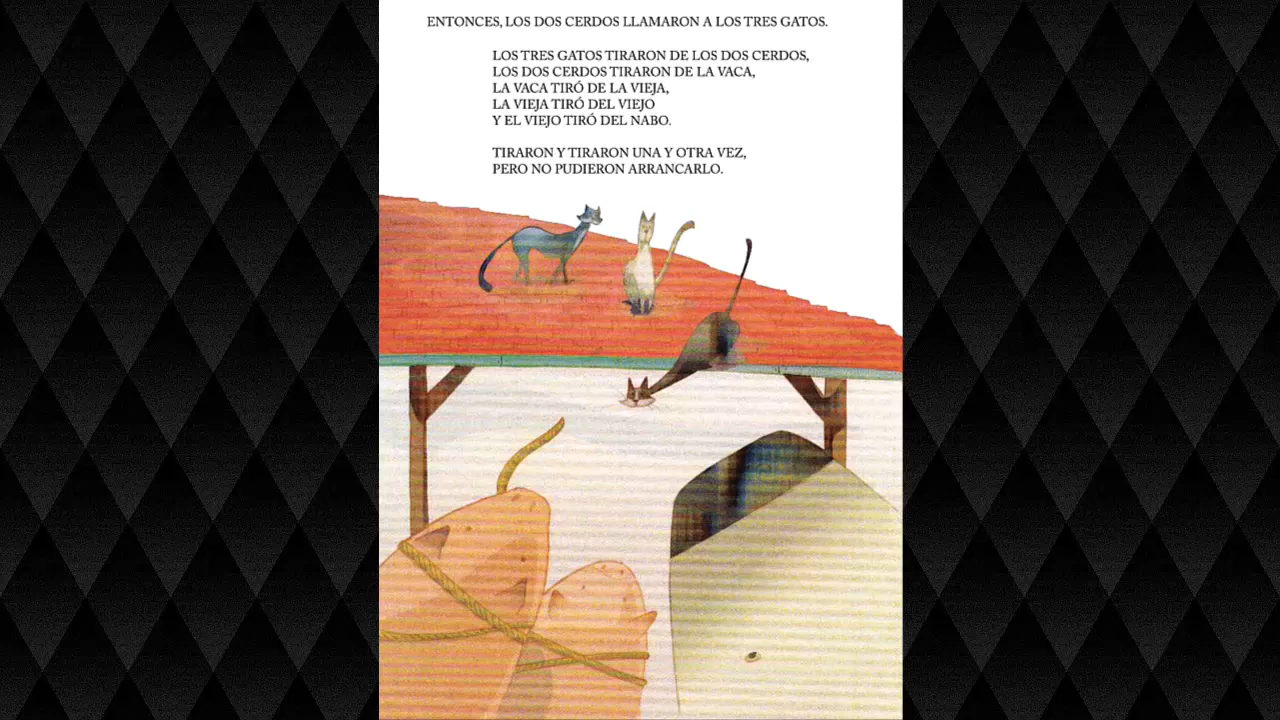 ENTONCES, LOS DOS CERDOS LLAMARON A LOS TRES GATOS.
LOS TRES GATOS TIRARON DE LOS DOS CERDOS,
LOS DOS CERDOS TIRARON DE LA VACA,
LA VACA TIRÓ DE LA VIEJA,
LA VIEJA TIRÓ DEL VIEJO
Y EL VIEJO TIRÓ DEL NABO.
TIRARON Y TIRARON UNA Y OTRA VEZ,
PERO NO PUDIERON ARRANCARLO.